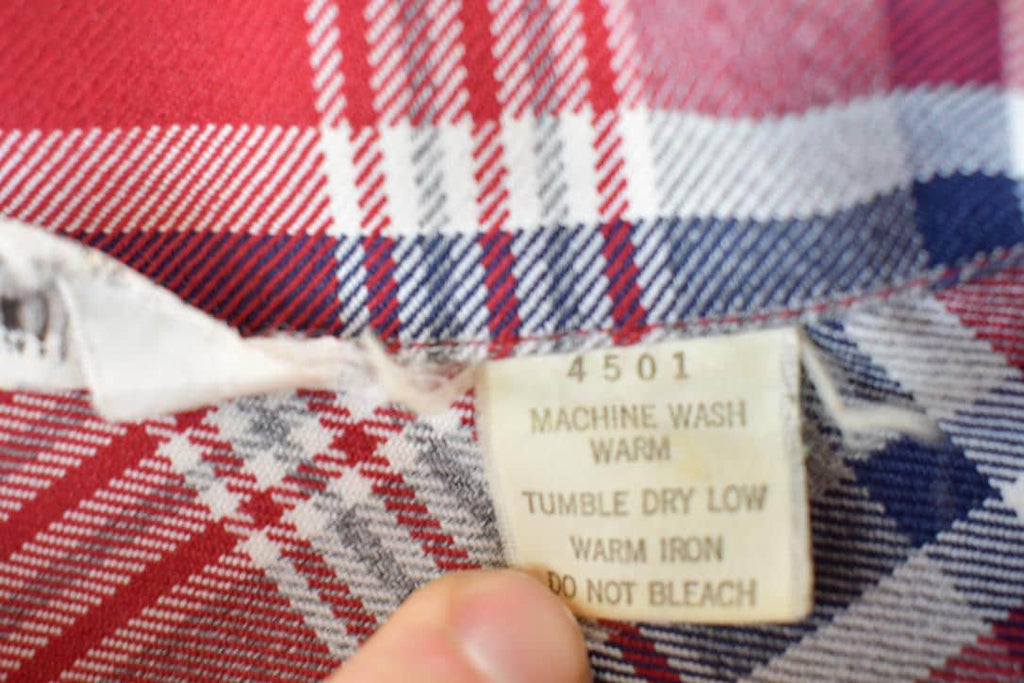 4501
MACHINE WASH
WARM
TUMBLE DRY LOW
WARM IRON
DO NOT BLEACH